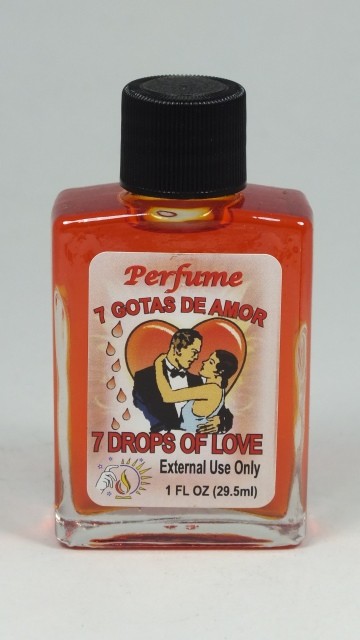 Perfume
7 GOTAS DE AMOR
7 DROPS OF LOVE
External Use Only
1 FL OZ (29.5ml)